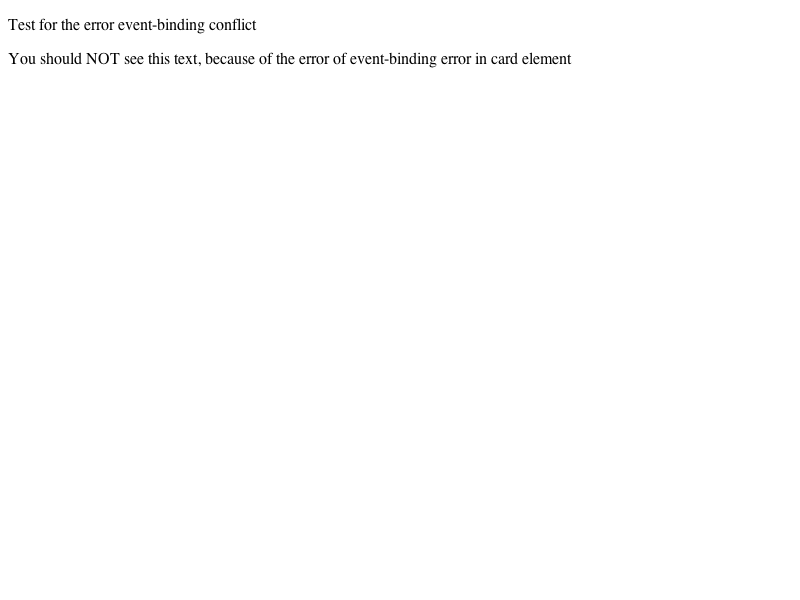 Test for the error event-binding conflict
You should NOT see this text, because of the error of event-binding error in card element